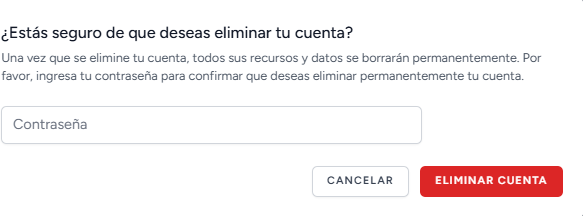 ¿Estás seguro de que deseas eliminar tu cuenta?
Una vez que se elimine tu cuenta, todos sus recursos y datos se borrarán permanentemente. Por
favor, ingresa tu contraseña para confirmar que deseas eliminar permanentemente tu cuenta.
Contraseña
CANCELAR
ELIMINAR CUENTA